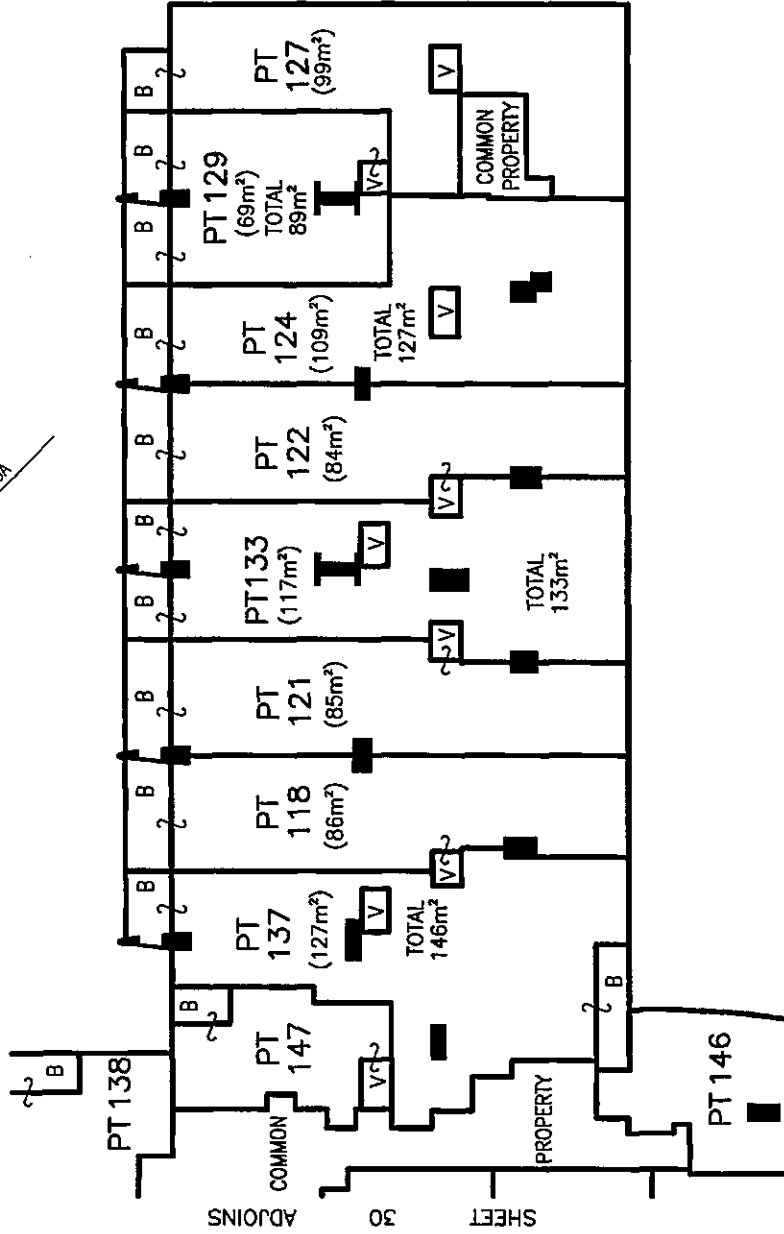 B
PT
127
(99m²)
V
COMMON
PROPERTY
B
B
PT 129
(69m²)
TOTAL
89m²
V
B
PT
124
(109m²)
TOTAL
127m²
V
B
PT
122
(84m²)
V
B
B
PT133
(117m²)
V
TOTAL
133m²
V
B
PT
121
(85m²)
B
PT
118
(86m²)
V
B
PT
137
(127m²)
V
TOTAL
146m²
B
B
PT
147
V
B
PT 138
COMMON
PROPERTY
PT 146
ADJOINS
30
SHEET